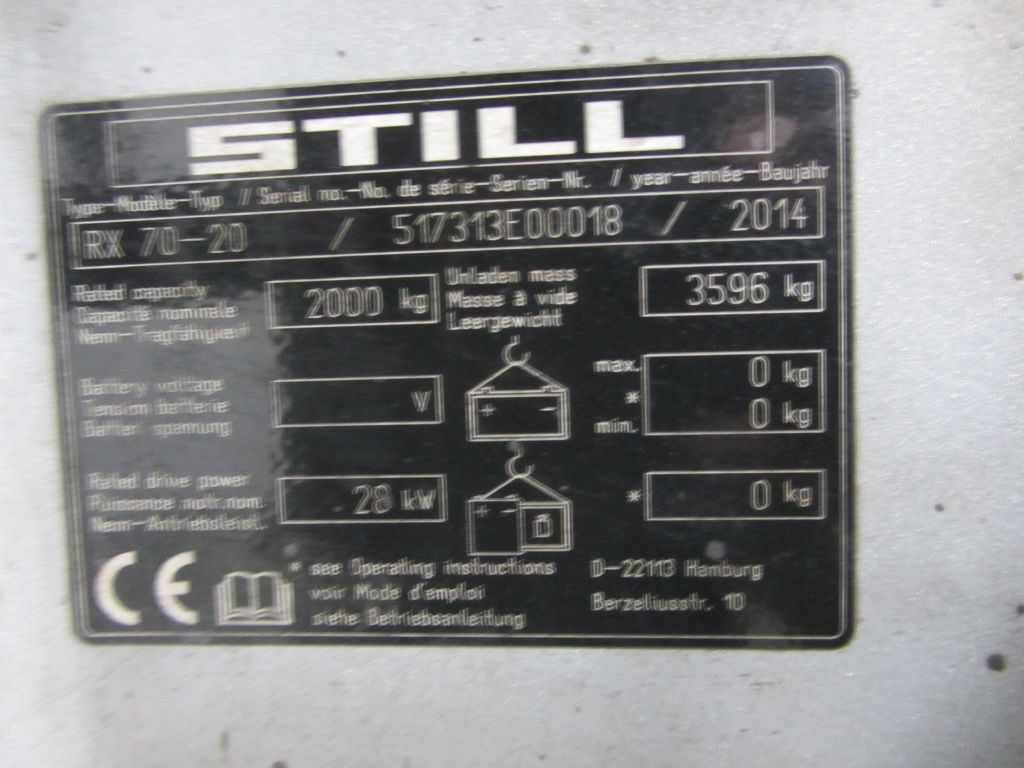 STILL
Type-Modèle-Typ // Serial no.-No. de série-Serien-Nr. / year-année-Baujahr
RX 70-20 / 517313E00018 / 2014
Rated capacity
Capacité nominale
Nenn-Tragfähigkeit
2000 kg
Unladen mass
Masse à vide
Leergewicht
3596 kg
Battery voltage
Tension batterie
Batteriespannung
V
+ -
max. 0 kg
*
min. 0 kg
Rated drive power
Puissance motr.nom.
Nenn-Antriebsleist.
28 kW
+ -
* 0 kg
CE
* see Operating instructions
voir Mode d'emploi
siehe Betriebsanleitung
D-22113 Hamburg
Berzeliusstr. 10